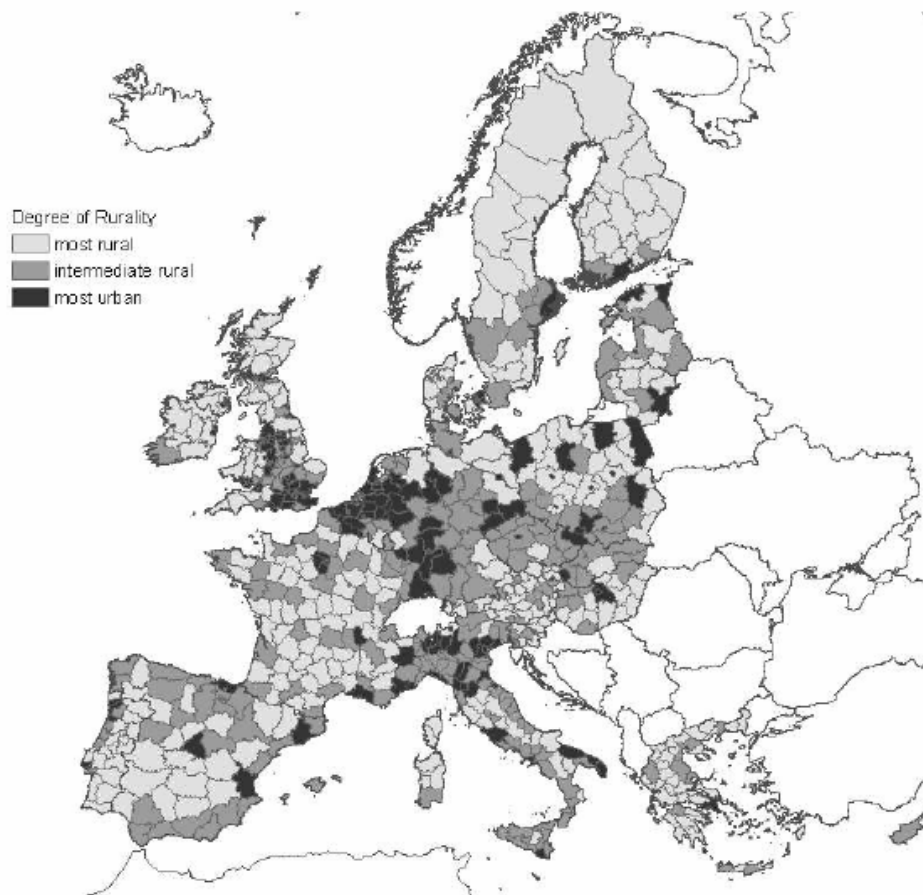 Degree of Rurality
most rural
intermediate rural
most urban